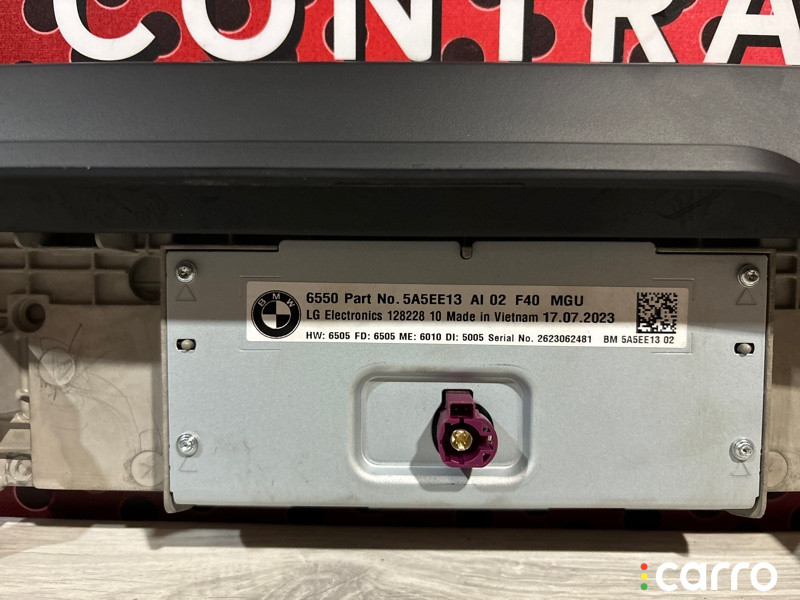 CONTRA
BMW
6550 Part No. 5A5EE13 AI 02 F40 MGU
LG Electronics 128228 10 Made in Vietnam 17.07.2023
HW: 6505 FD: 6505 ME: 6010 DI: 5005 Serial No. 2623062481 BM 5A5EE13 02
carro